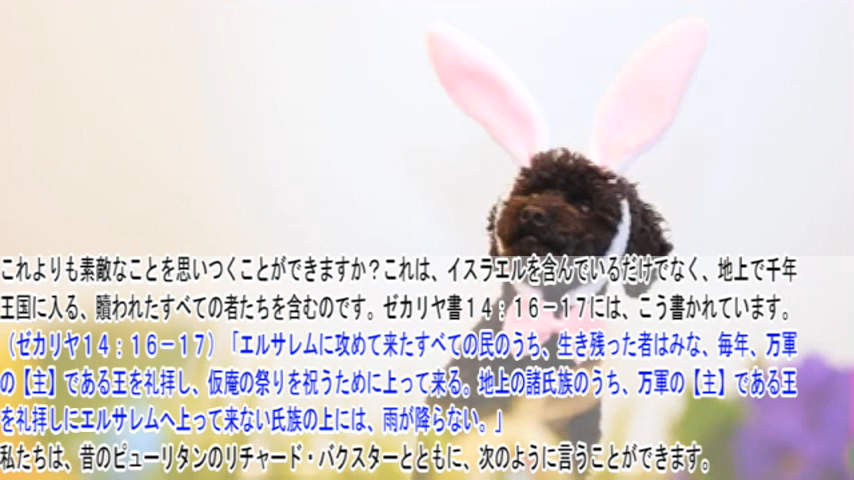 これよりも素敵なことを思いつくことができますか？これは、イスラエルを含んでいるだけでなく、地上で千年
王国に入る、贖われたすべての者たちを含むのです。ゼカリヤ書１４：１６－１７には、こう書かれています。
（ゼカリヤ１４：１６－１７）「エルサレムに攻めて来たすべての民のうち、生き残った者はみな、毎年、万軍
の【主】である王を礼拝し、仮庵の祭りを祝うために上って来る。地上の諸氏族のうち、万軍の【主】である王
を礼拝しにエルサレムへ上って来ない氏族の上には、雨が降らない。」
私たちは、昔のピューリタンのリチャード・バクスターとともに、次のように言うことができます。